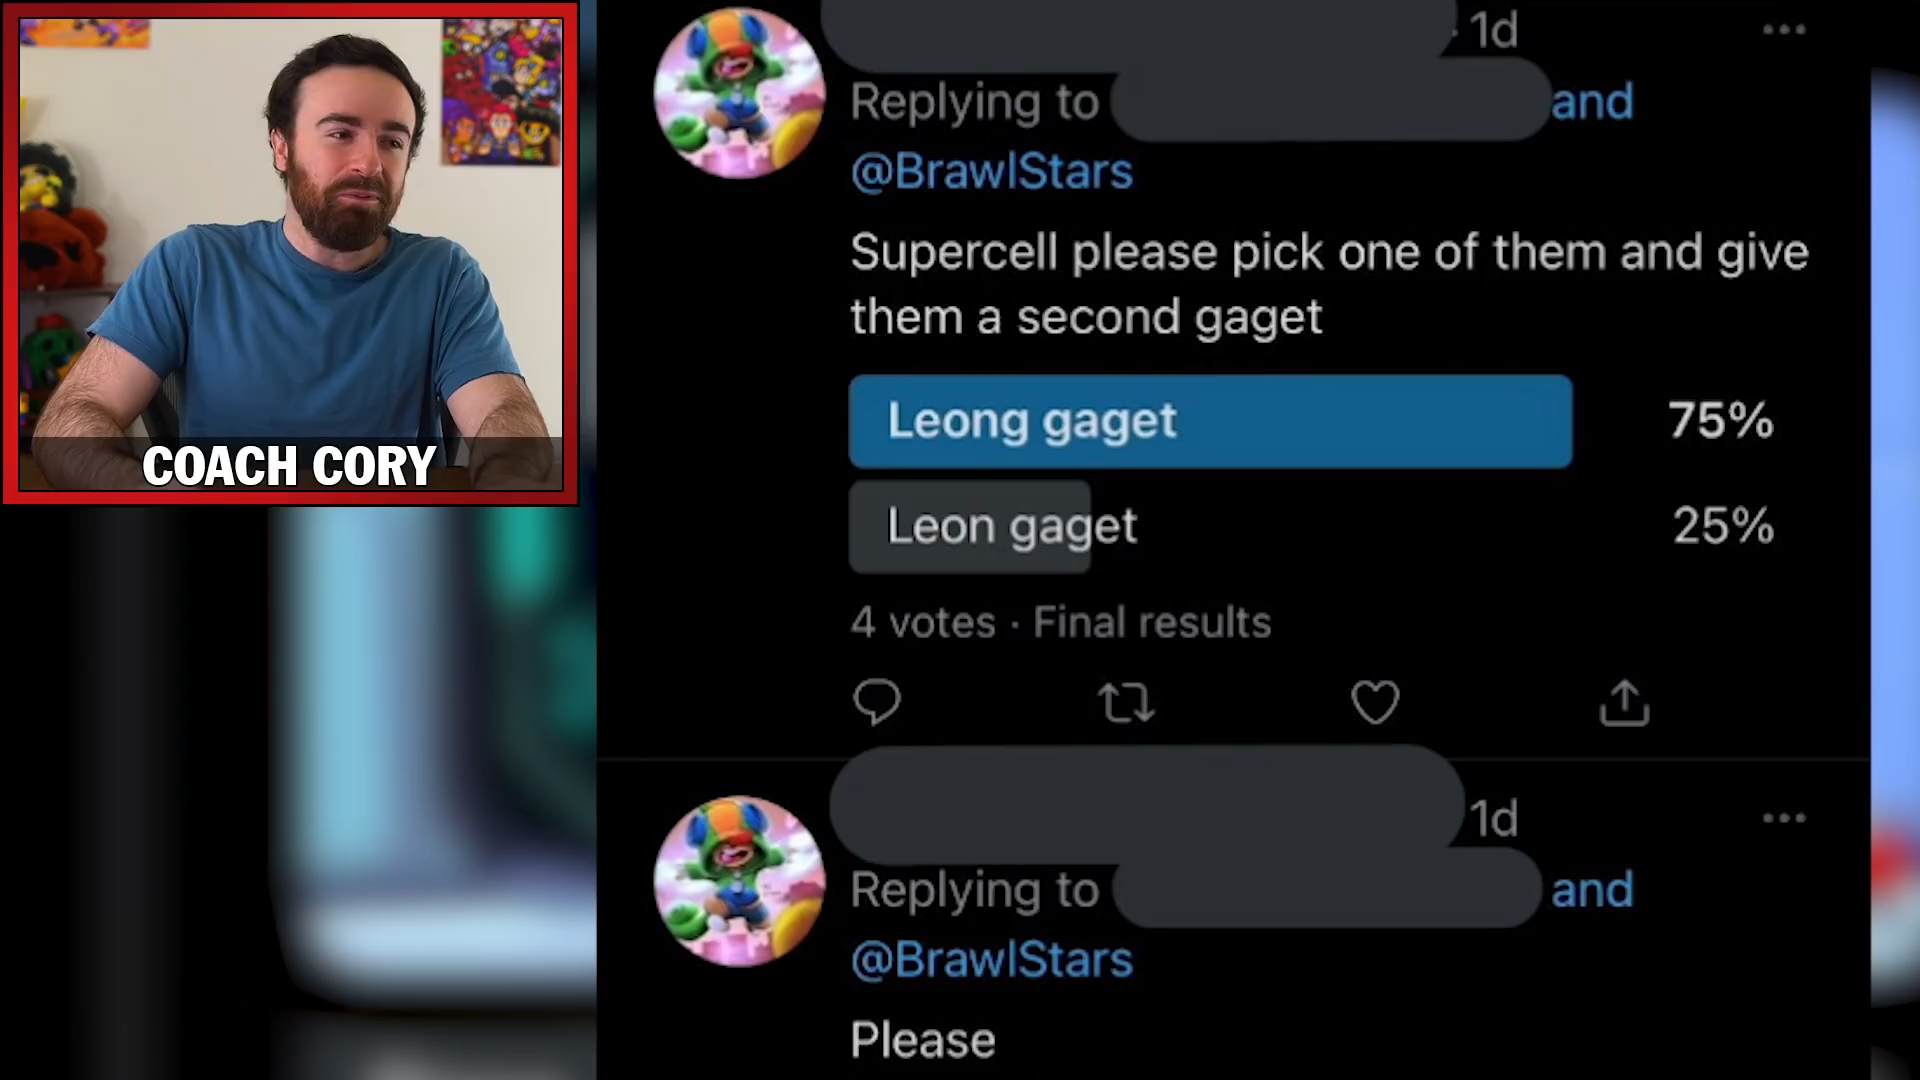 COACH CORY
· 1d
Replying to and
@BrawlStars
Supercell please pick one of them and give
them a second gaget
Leong gaget 75%
Leon gaget 25%
4 votes · Final results
1d
Replying to and
@BrawlStars
Please